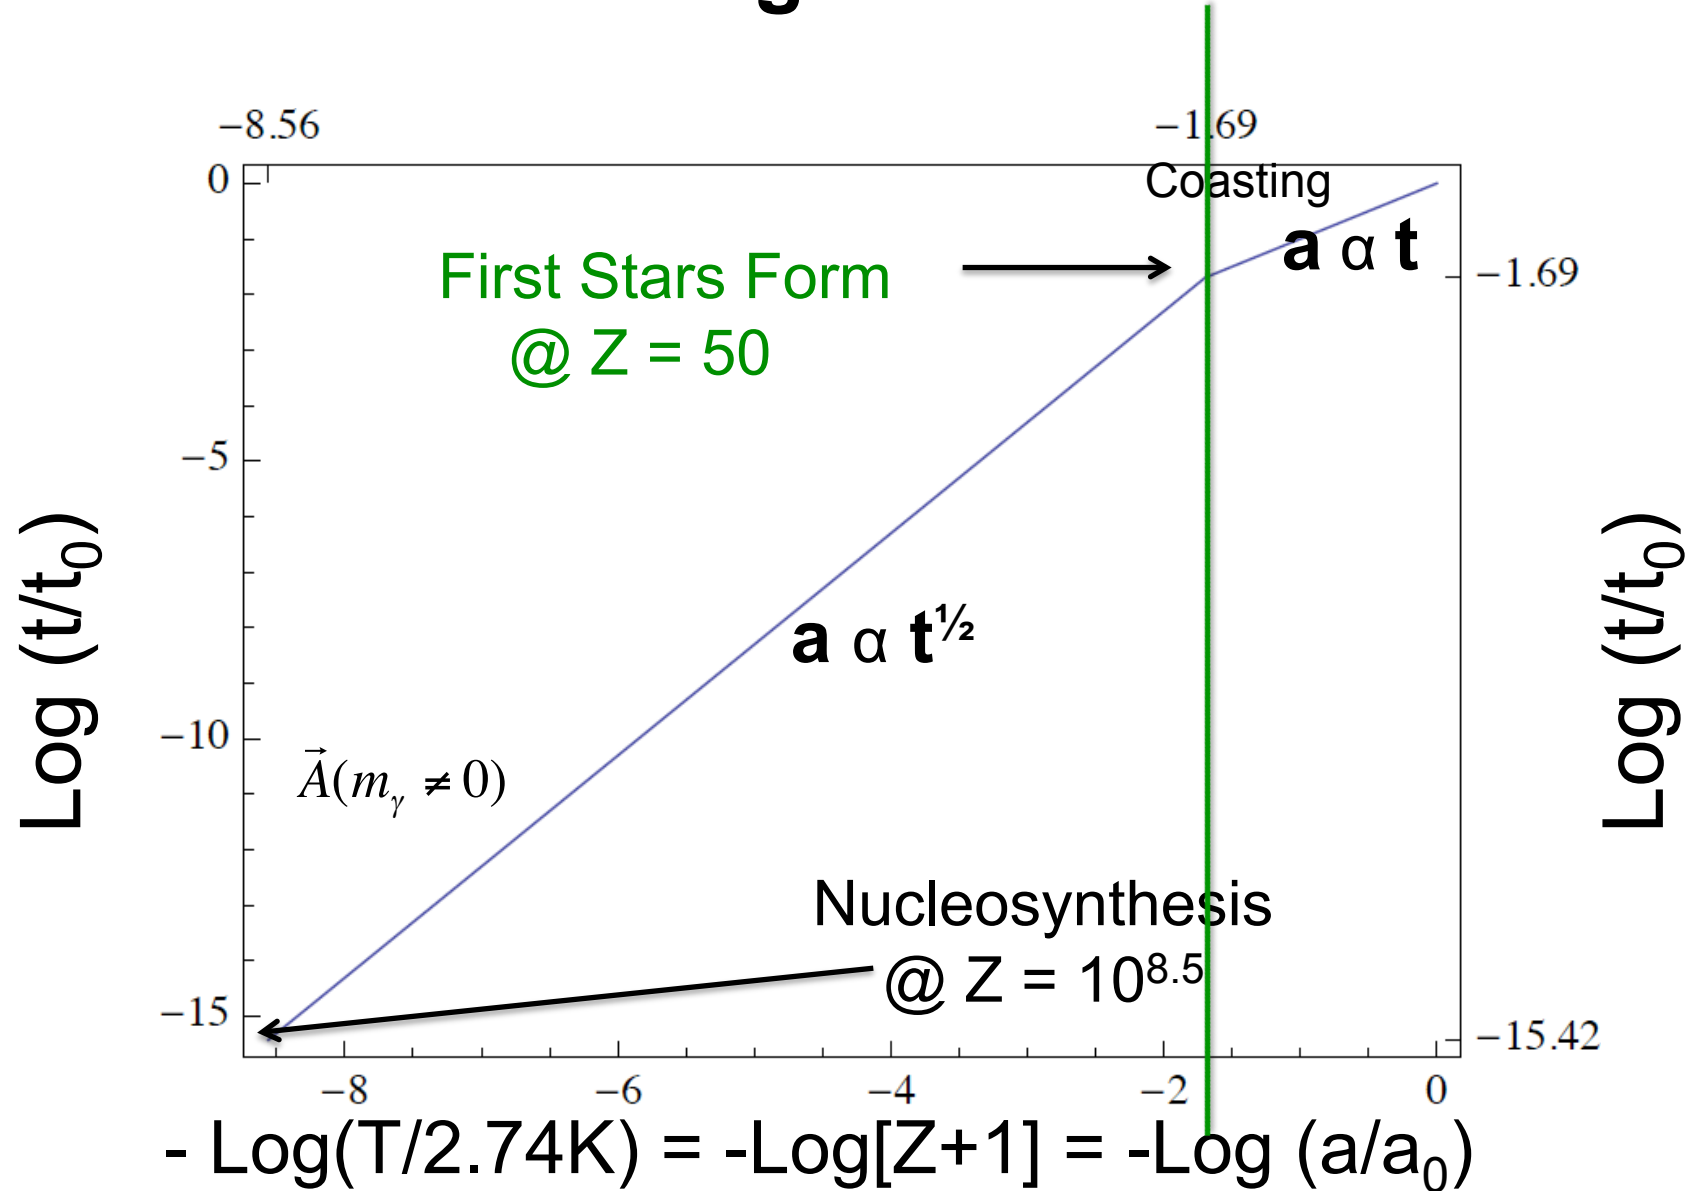 g
−8.56
−1.69
0
Coasting
a α t
First Stars Form
@ Z = 50
−1.69
−5
Log (t/t₀)
Log (t/t₀)
a α t^½
−10
A⃗(m_γ ≠ 0)
Nucleosynthesis
@ Z = 10^8.5
−15
−15.42
−8
−6
−4
−2
0
- Log(T/2.74K) = -Log[Z+1] = -Log (a/a₀)